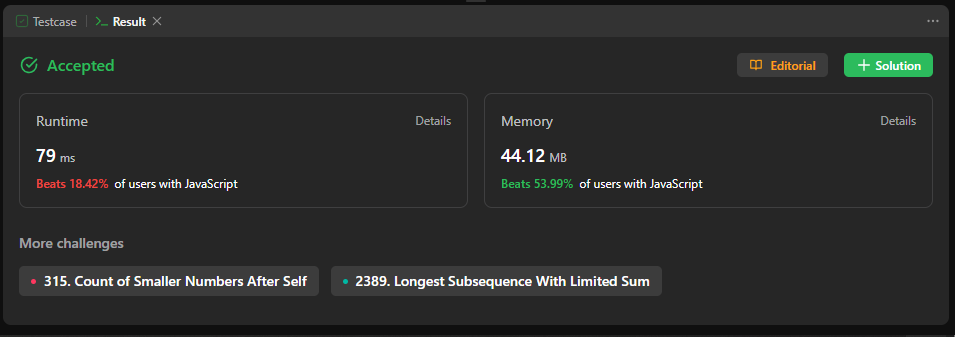 Testcase Result
Accepted Editorial Solution
Runtime Details
79 ms
Beats 18.42% of users with JavaScript
Memory Details
44.12 MB
Beats 53.99% of users with JavaScript
More challenges
315. Count of Smaller Numbers After Self
2389. Longest Subsequence With Limited Sum